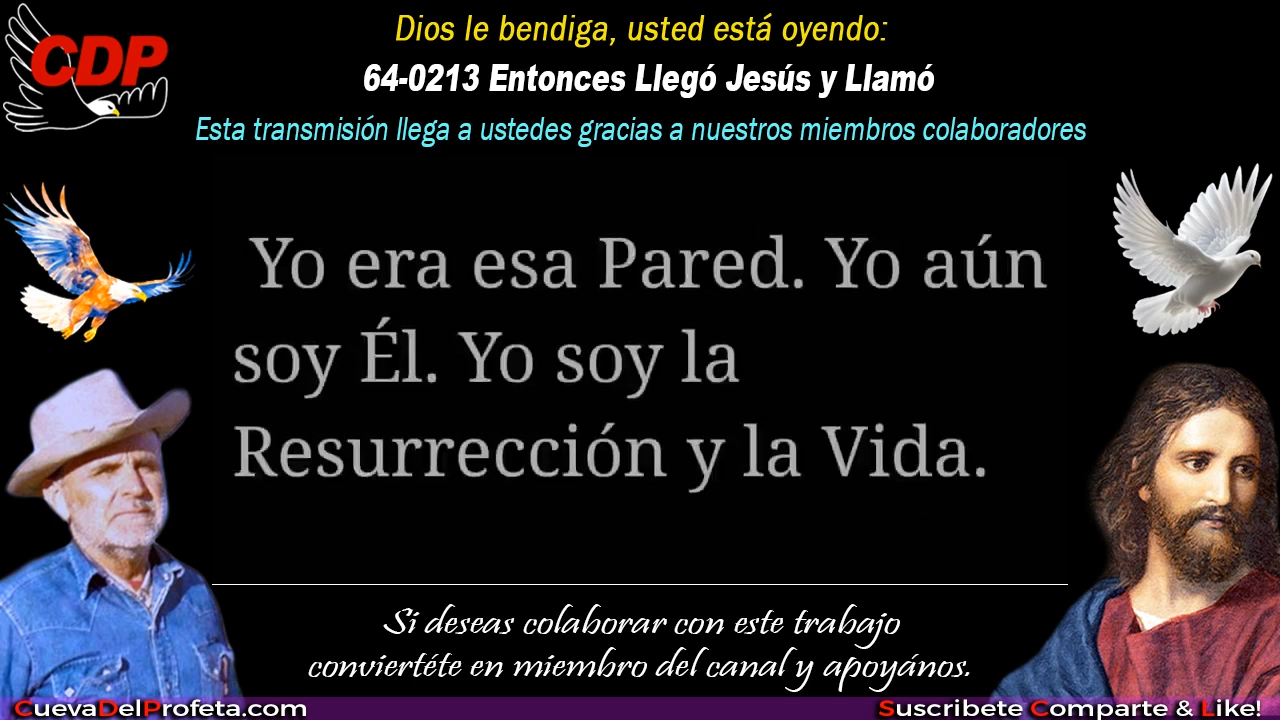 CDP
Dios le bendiga, usted está oyendo:
64-0213 Entonces Llegó Jesús y Llamó
Esta transmisión llega a ustedes gracias a nuestros miembros colaboradores
Yo era esa Pared. Yo aún
soy Él. Yo soy la
Resurrección y la Vida.
Si deseas colaborar con este trabajo
conviertéte en miembro del canal y apoyános.
CuevaDelProfeta.com
Suscribete Comparte & Like!